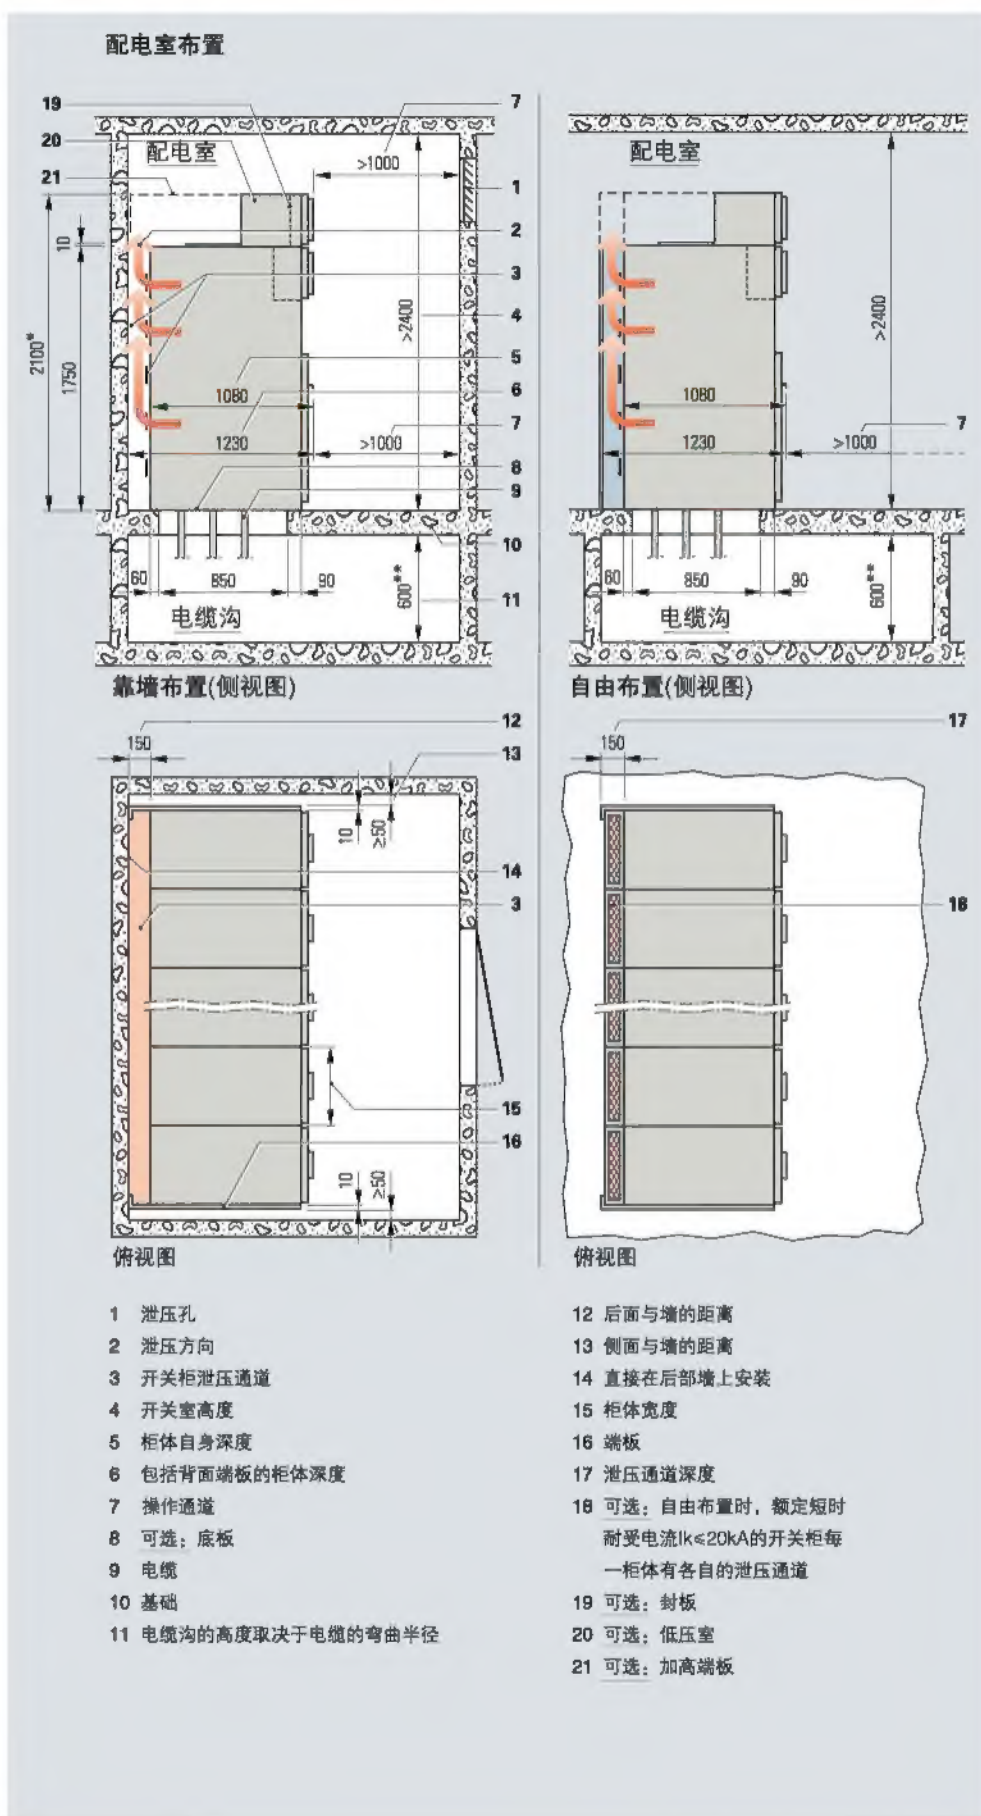 配电室布置
19
7
20
配电室
>1000
21
1
10
2
3
2100*
1750
>2400
4
5
1080
6
1230
>1000
7
8
9
10
60
850
90
600**
11
电缆沟
靠墙布置(侧视图)
配电室
>2400
1080
1230
>1000
7
60
850
90
600**
电缆沟
自由布置(侧视图)
12
150
13
10
≥50
14
3
15
16
10
≥50
俯视图
17
150
18
俯视图
1 泄压孔
2 泄压方向
3 开关柜泄压通道
4 开关室高度
5 柜体自身深度
6 包括背面端板的柜体深度
7 操作通道
8 可选：底板
9 电缆
10 基础
11 电缆沟的高度取决于电缆的弯曲半径
12 后面与墙的距离
13 侧面与墙的距离
14 直接在后部墙上安装
15 柜体宽度
16 端板
17 泄压通道深度
18 可选：自由布置时，额定短时
耐受电流Ik≤20kA的开关柜每
一柜体有各自的泄压通道
19 可选：封板
20 可选：低压室
21 可选：加高端板